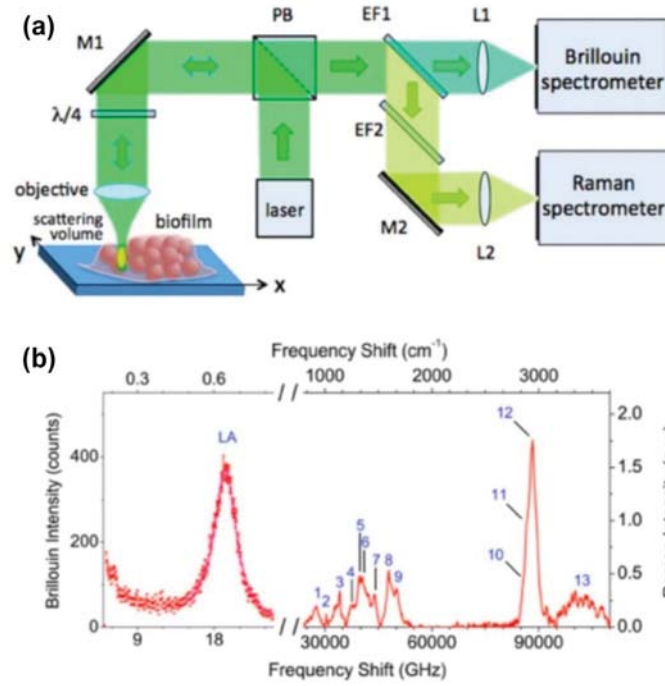 (a)
M1
PB
EF1
L1
Brillouin
spectrometer
λ/4
EF2
objective
laser
Raman
spectrometer
scattering
volume
biofilm
M2
L2
y
x
(b)
Frequency Shift (cm⁻¹)
0.3 0.6 1000 2000 3000
Brillouin Intensity (counts)
400
200
0
LA
1 2 3 4 5 6 7 8 9 10 11 12 13
2.0
1.5
1.0
0.5
0.0
9 18 30000 60000 90000
Frequency Shift (GHz)